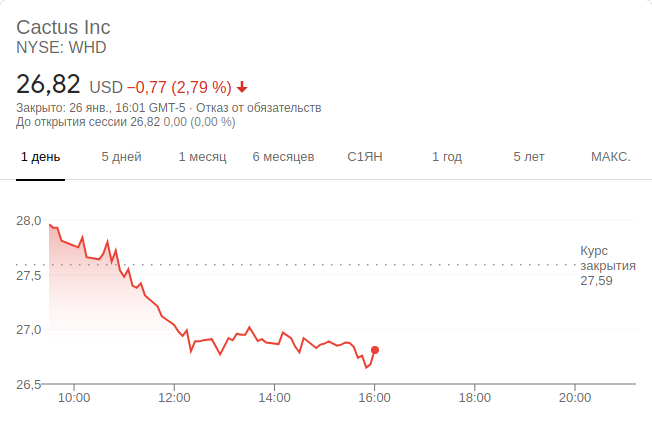 Cactus Inc
NYSE: WHD
26,82 USD −0,77 (2,79 %)
Закрыто: 26 янв., 16:01 GMT-5 · Отказ от обязательств
До открытия сессии 26,82 0,00 (0,00 %)
1 день 5 дней 1 месяц 6 месяцев С1ЯН 1 год 5 лет МАКС.
28,0
27,5
27,0
26,5
Курс
закрытия
27,59
10:00 12:00 14:00 16:00 18:00 20:00